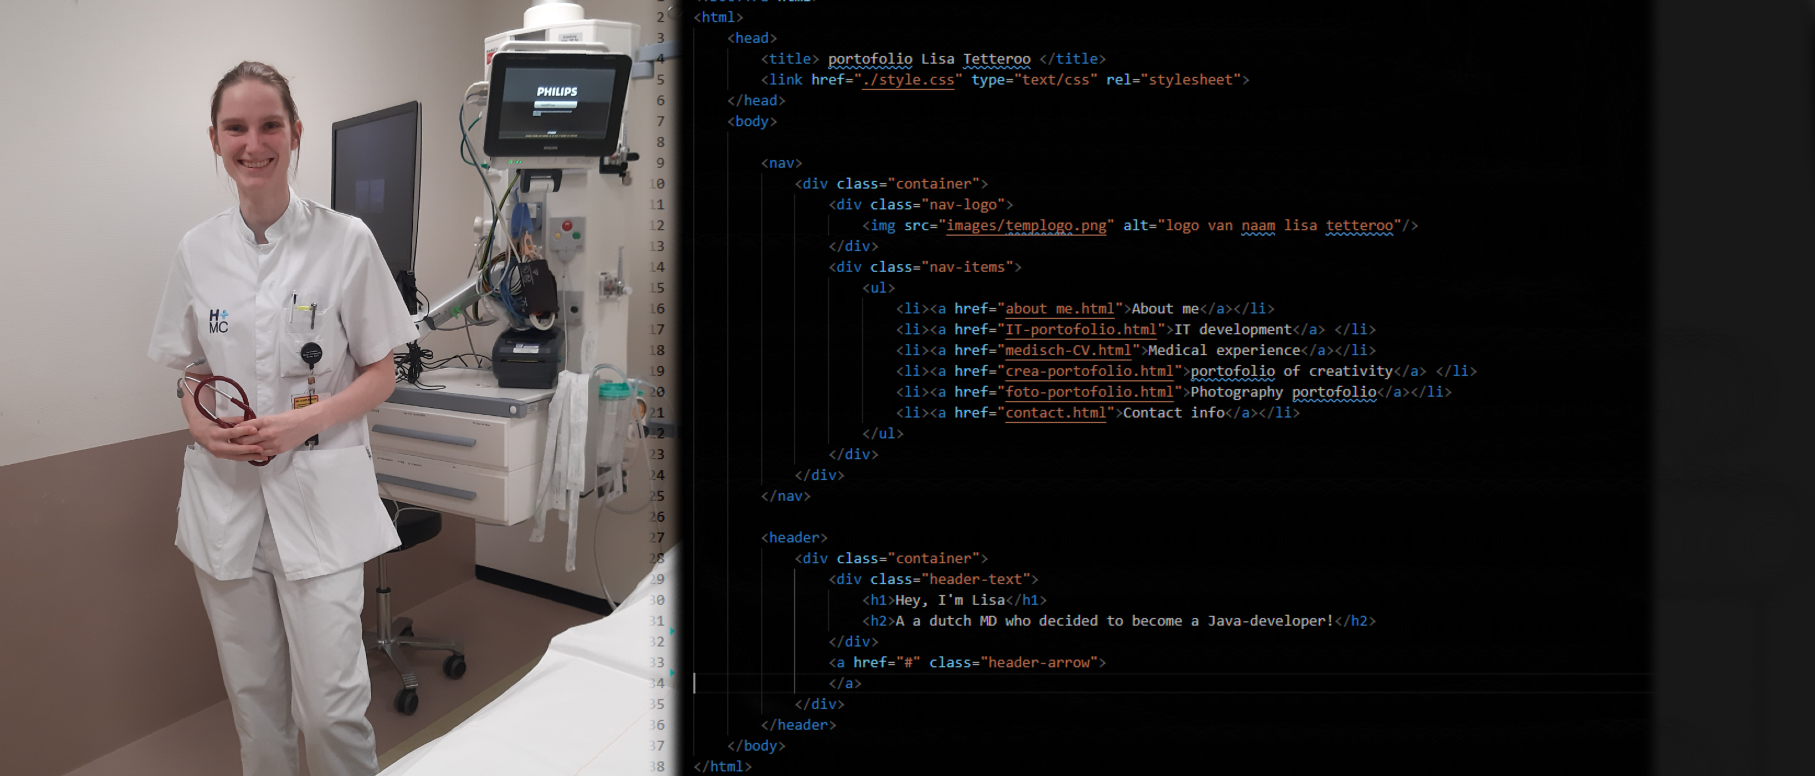 PHILIPS
H+
MC
2 <html>
3 <head>
4 <title> portofolio Lisa Tetteroo </title>
5 <link href="./style.css" type="text/css" rel="stylesheet">
6 </head>
7 <body>
8
9 <nav>
10 <div class="container">
11 <div class="nav-logo">
12 <img src="images/templogo.png" alt="logo van naam lisa tetteroo"/>
13 </div>
14 <div class="nav-items">
15 <ul>
16 <li><a href="about me.html">About me</a></li>
17 <li><a href="IT-portofolio.html">IT development</a> </li>
18 <li><a href="medisch-CV.html">Medical experience</a></li>
19 <li><a href="crea-portofolio.html">portofolio of creativity</a> </li>
20 <li><a href="foto-portofolio.html">Photography portofolio</a></li>
21 <li><a href="contact.html">Contact info</a></li>
22 </ul>
23 </div>
24 </div>
25 </nav>
26
27 <header>
28 <div class="container">
29 <div class="header-text">
30 <h1>Hey, I'm Lisa</h1>
31 <h2>A a dutch MD who decided to become a Java-developer!</h2>
32 </div>
33 <a href="#" class="header-arrow">
34 </a>
35 </div>
36 </header>
37 </body>
38 </html>